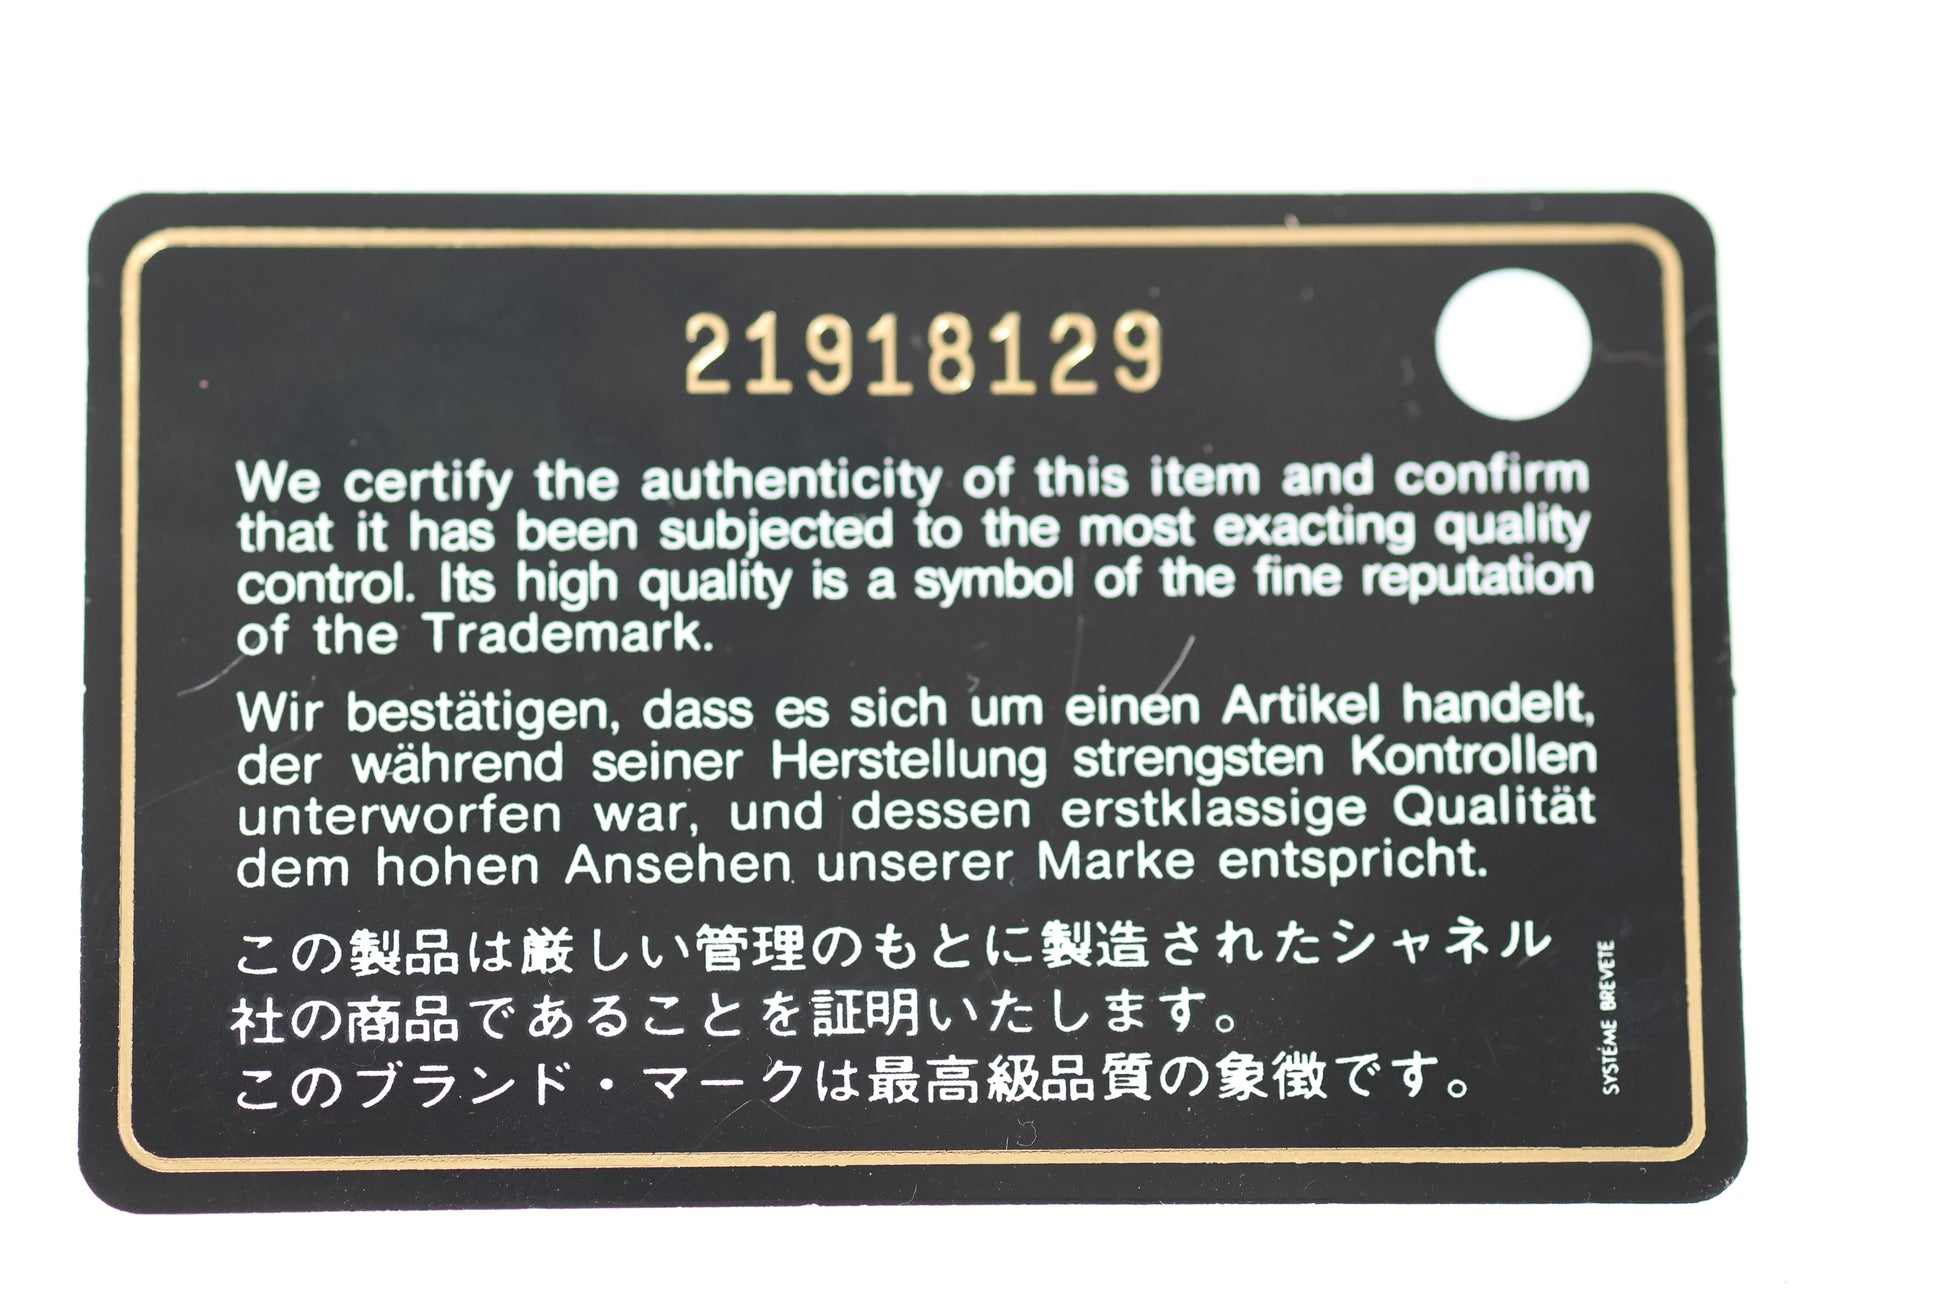 21918129
We certify the authenticity of this item and confirm
that it has been subjected to the most exacting quality
control. Its high quality is a symbol of the fine reputation
of the Trademark.
Wir bestätigen, dass es sich um einen Artikel handelt,
der während seiner Herstellung strengsten Kontrollen
unterworfen war, und dessen erstklassige Qualität
dem hohen Ansehen unserer Marke entspricht.
この製品は厳しい管理のもとに製造されたシャネル
社の商品であることを証明いたします。
このブランド・マークは最高級品質の象徴です。
SYSTÉME BREVETE